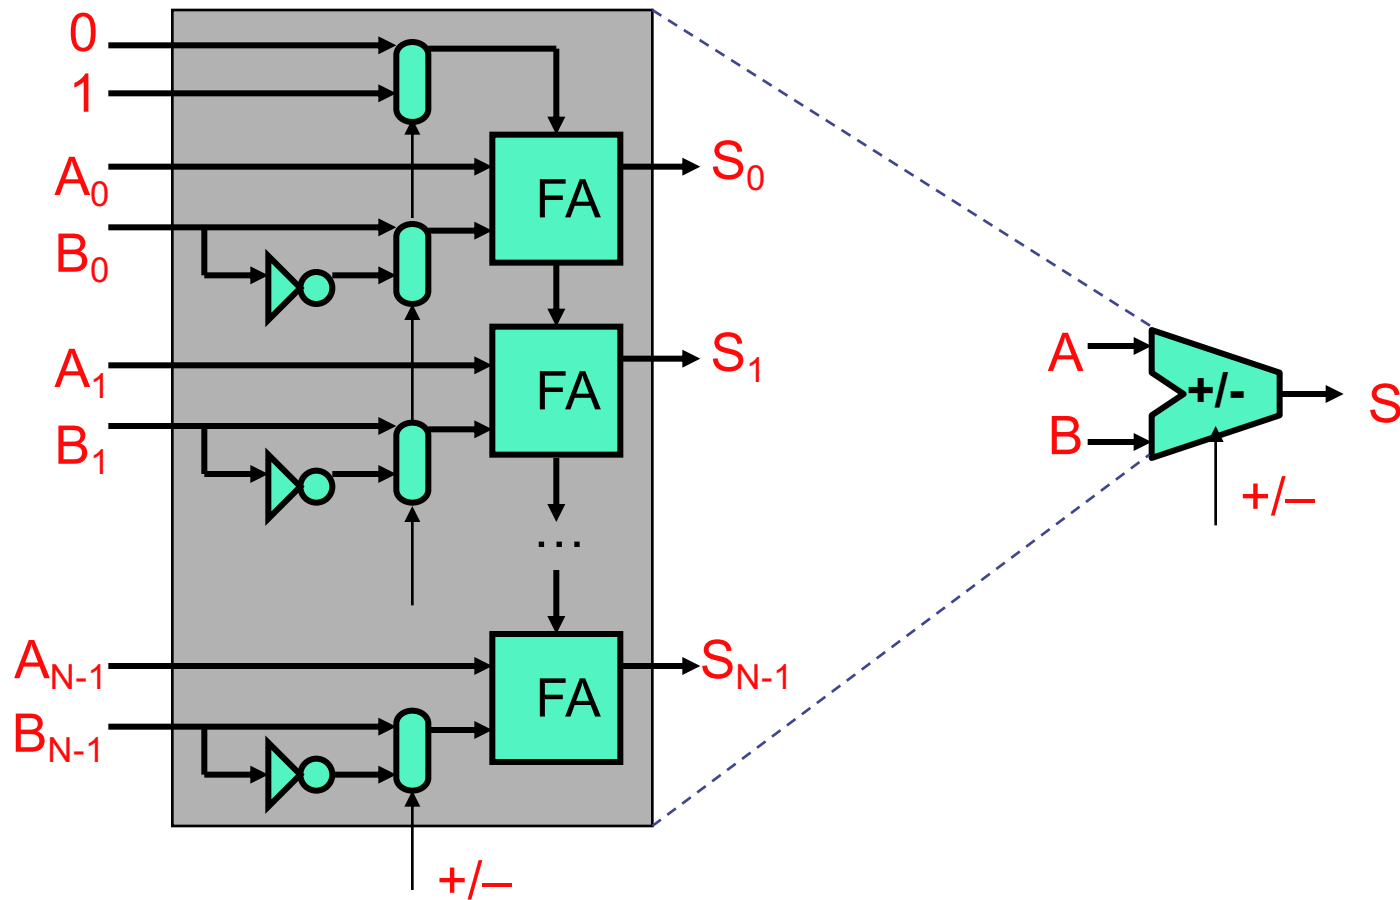 0
1
A0
B0
FA
S0
A1
B1
FA
S1
...
AN-1
BN-1
FA
SN-1
+/–
A
B
+/-
S
+/–